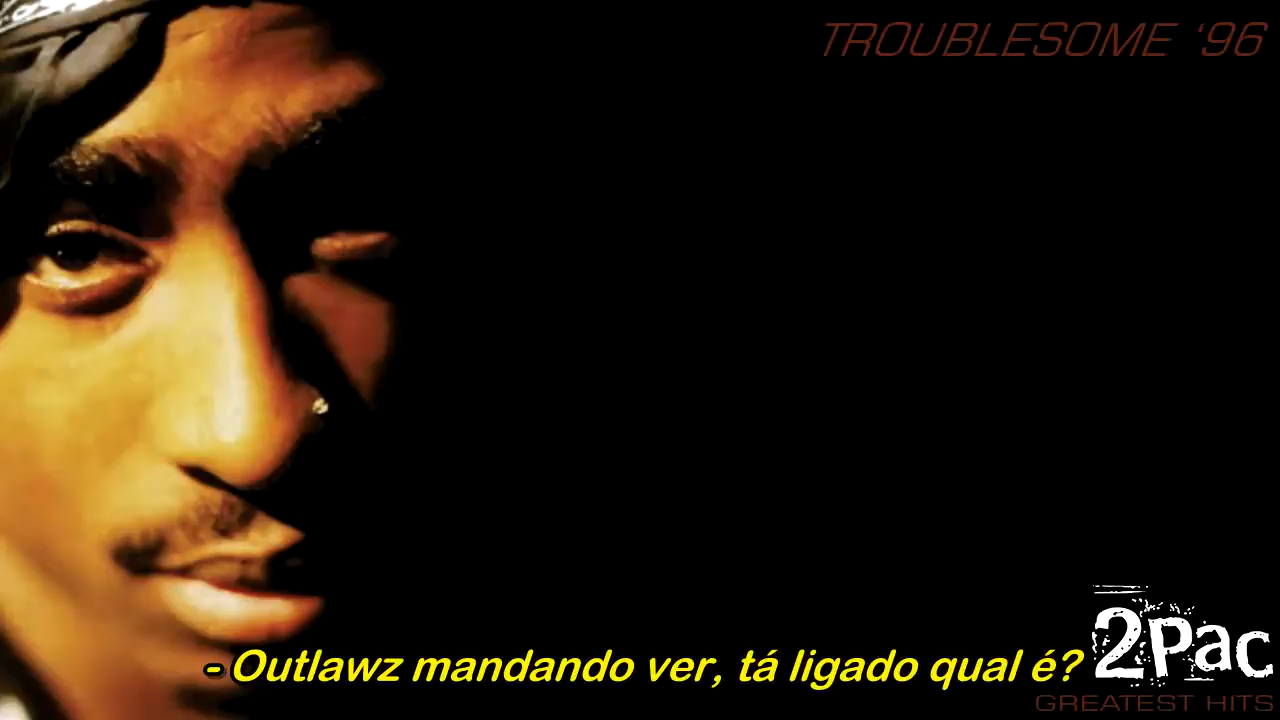 TROUBLESOME ‘96
- Outlawz mandando ver, tá ligado qual é?
2Pac
GREATEST HITS